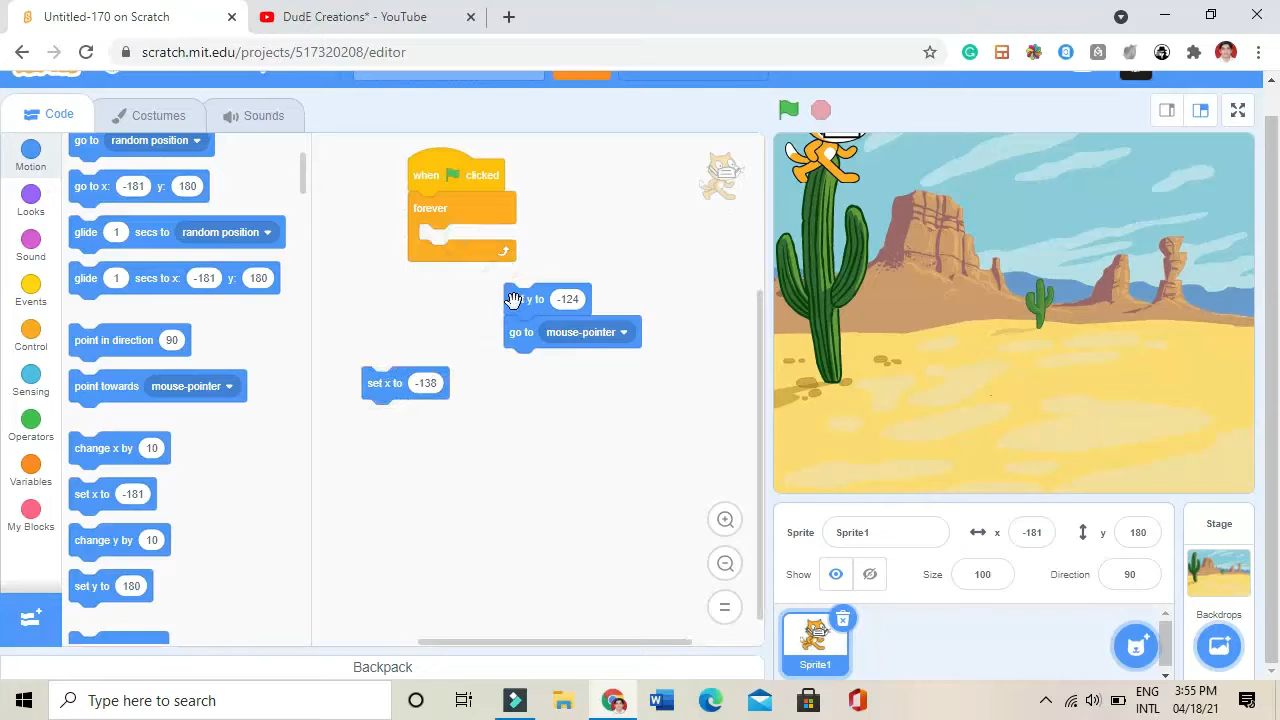 Untitled-170 on Scratch
DudE Creations* - YouTube
scratch.mit.edu/projects/517320208/editor
Code
Costumes
Sounds
Motion
Looks
Sound
Events
Control
Sensing
Operators
Variables
My Blocks
go to random position
go to x: -181 y: 180
glide 1 secs to random position
glide 1 secs to x: -181 y: 180
point in direction 90
point towards mouse-pointer
change x by 10
set x to -181
change y by 10
set y to 180
when clicked
forever
y to -124
go to mouse-pointer
set x to -138
Sprite Sprite1 x -181 y 180
Show Size 100 Direction 90
Sprite1
Stage
Backdrops
Backpack
Type here to search
ENG
INTL
3:55 PM
04/18/21